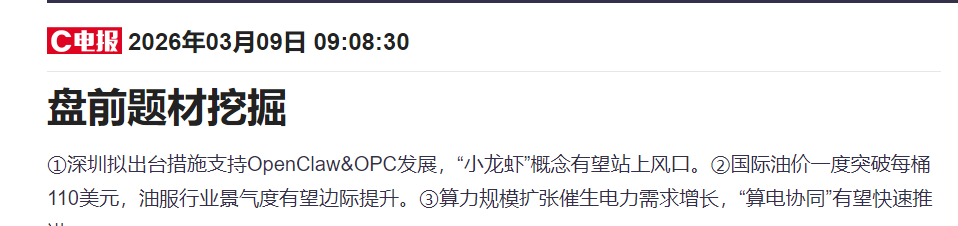 C电报 2026年03月09日 09:08:30
盘前题材挖掘
①深圳拟出台措施支持OpenClaw&OPC发展，“小龙虾”概念有望站上风口。②国际油价一度突破每桶
110美元，油服行业景气度有望边际提升。③算力规模扩张催生电力需求增长，“算电协同”有望快速推